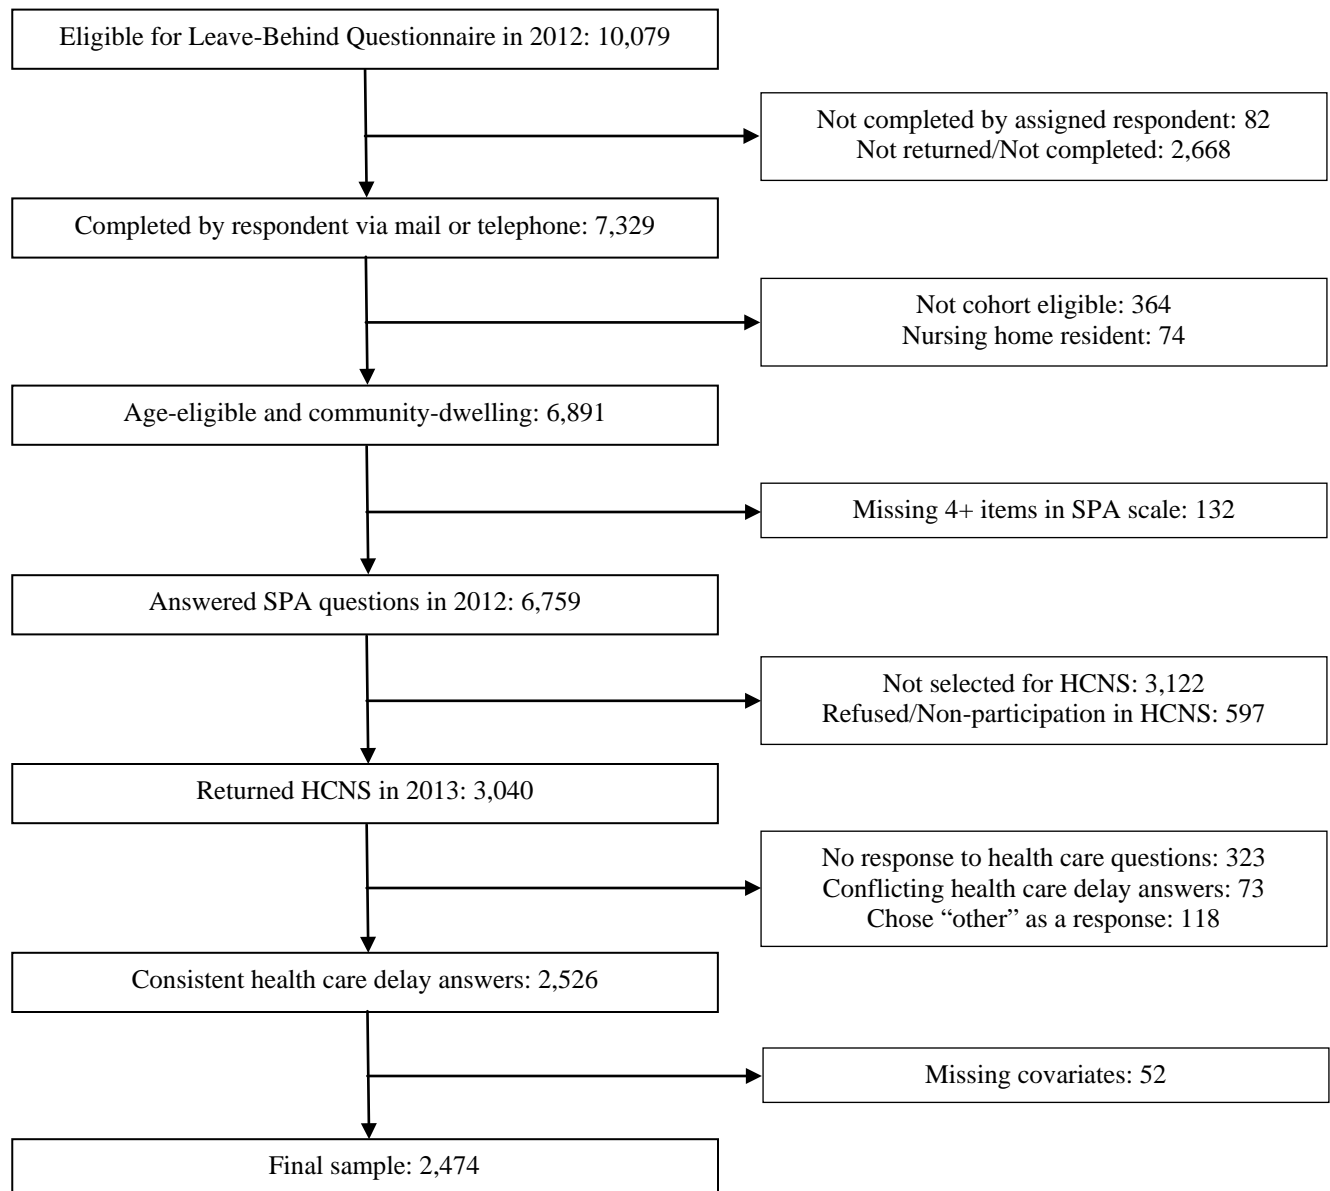 Eligible for Leave-Behind Questionnaire in 2012: 10,079
Not completed by assigned respondent: 82
Not returned/Not completed: 2,668
Completed by respondent via mail or telephone: 7,329
Not cohort eligible: 364
Nursing home resident: 74
Age-eligible and community-dwelling: 6,891
Missing 4+ items in SPA scale: 132
Answered SPA questions in 2012: 6,759
Not selected for HCNS: 3,122
Refused/Non-participation in HCNS: 597
Returned HCNS in 2013: 3,040
No response to health care questions: 323
Conflicting health care delay answers: 73
Chose “other” as a response: 118
Consistent health care delay answers: 2,526
Missing covariates: 52
Final sample: 2,474